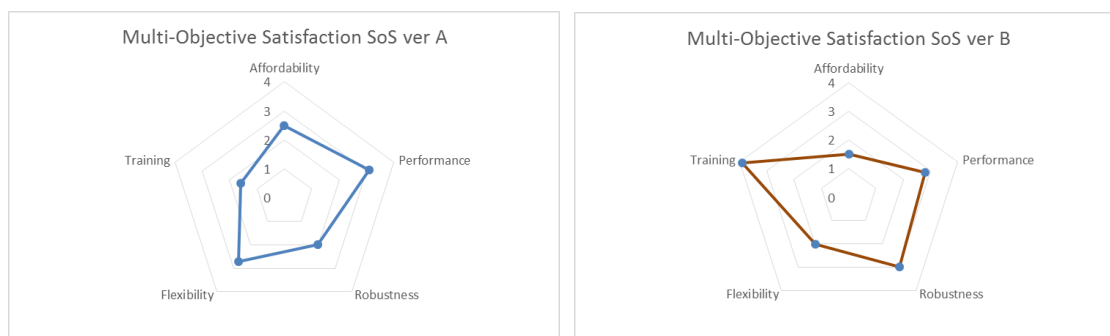 Multi-Objective Satisfaction SoS ver A
Affordability
4
3
2
1
0
Training
Performance
Flexibility
Robustness
Multi-Objective Satisfaction SoS ver B
Affordability
4
3
2
1
0
Training
Performance
Flexibility
Robustness